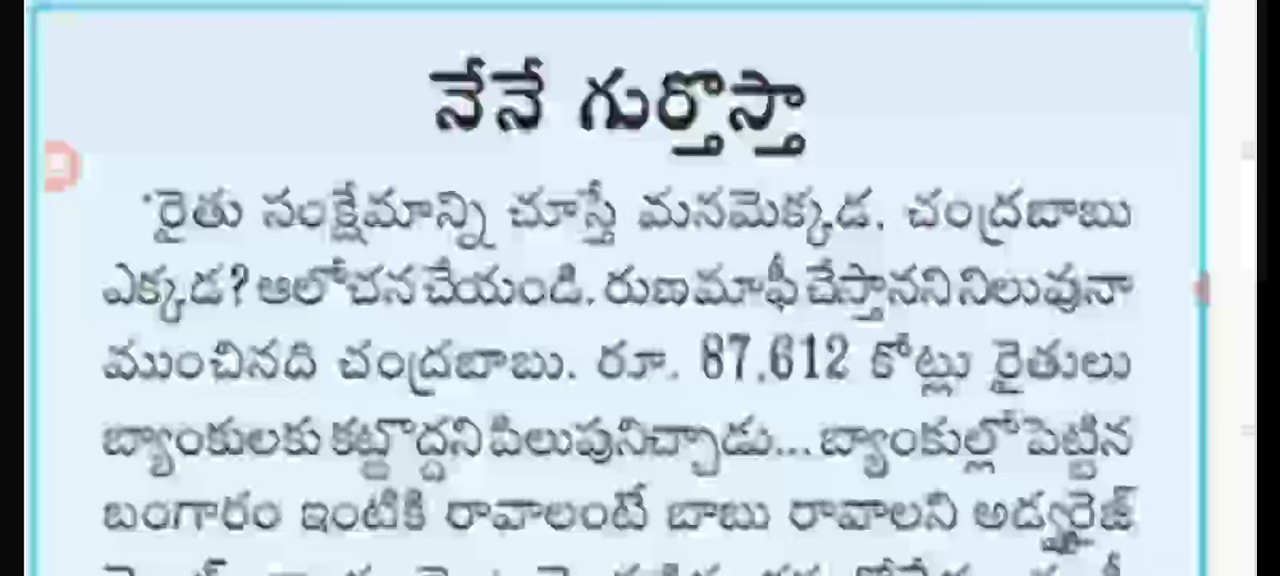 నేనే గుర్తొస్తా
'రైతు సంక్షేమాన్ని చూస్తే మనమెక్కడ. చంద్రబాబు
ఎక్కడ? ఆలోచన చేయండి. రుణమాఫీ చేస్తానని నిలువునా
ముంచినది చంద్రబాబు. రూ. 87.612 కోట్లు రైతులు
బ్యాంకులకు కట్టొద్దని పిలుపునిచ్చాడు... బ్యాంకుల్లో పెట్టిన
బంగారం ఇంటికి రావాలంటే బాబు రావాలని అడ్వర్టైజ్